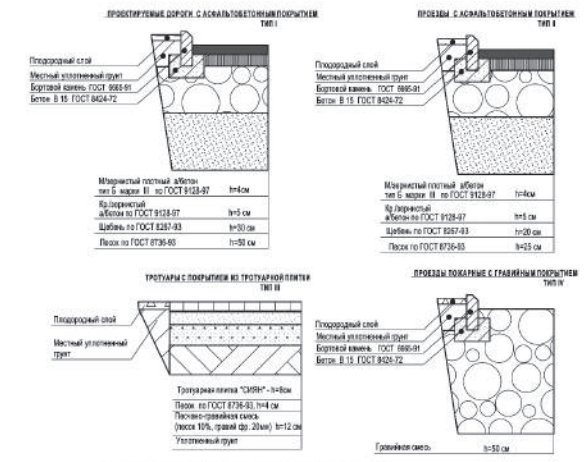 ПРОЕКТИРУЕМЫЕ ДОРОГИ С АСФАЛЬТОБЕТОННЫМ ПОКРЫТИЕМ
ТИП I
Плодородный слой
Местный уплотненный грунт
Бортовой камень ГОСТ 6665-91
Бетон В 15 ГОСТ 8424-72
М/зернистый плотный а/бетон
тип Б марки III по ГОСТ 9128-97 h=4см
Кр./зернистый
а/бетон по ГОСТ 9128-97 h=5 см
Щебень по ГОСТ 8267-93 h=30 см
Песок по ГОСТ 8736-93 h=50 см
ПРОЕЗДЫ С АСФАЛЬТОБЕТОННЫМ ПОКРЫТИЕМ
ТИП II
Плодородный слой
Местный уплотненный грунт
Бортовой камень ГОСТ 6665-91
Бетон В 15 ГОСТ 8424-72
М/зернистый плотный а/бетон
тип Б марки III по ГОСТ 9128-97 h=4см
Кр./зернистый
а/бетон по ГОСТ 9128-97 h=5 см
Щебень по ГОСТ 8267-93 h=20 см
Песок по ГОСТ 8736-93 h=25 см
ТРОТУАРЫ С ПОКРЫТИЕМ ИЗ ТРОТУАРНОЙ ПЛИТКИ
ТИП III
Плодородный слой
Местный уплотненный
грунт
Тротуарная плитка "СИЯН" - h=8см
Песок по ГОСТ 8736-93, h=4 см
Песчано-гравийная смесь
(песок 10%, гравий фр. 20мм) h=12 см
Уплотненный грунт
ПРОЕЗДЫ ПОЖАРНЫЕ С ГРАВИЙНЫМ ПОКРЫТИЕМ
ТИП IV
Плодородный слой
Местный уплотненный грунт
Бортовой камень ГОСТ 6665-91
Бетон В 15 ГОСТ 8424-72
Гравийная смесь h=50 см